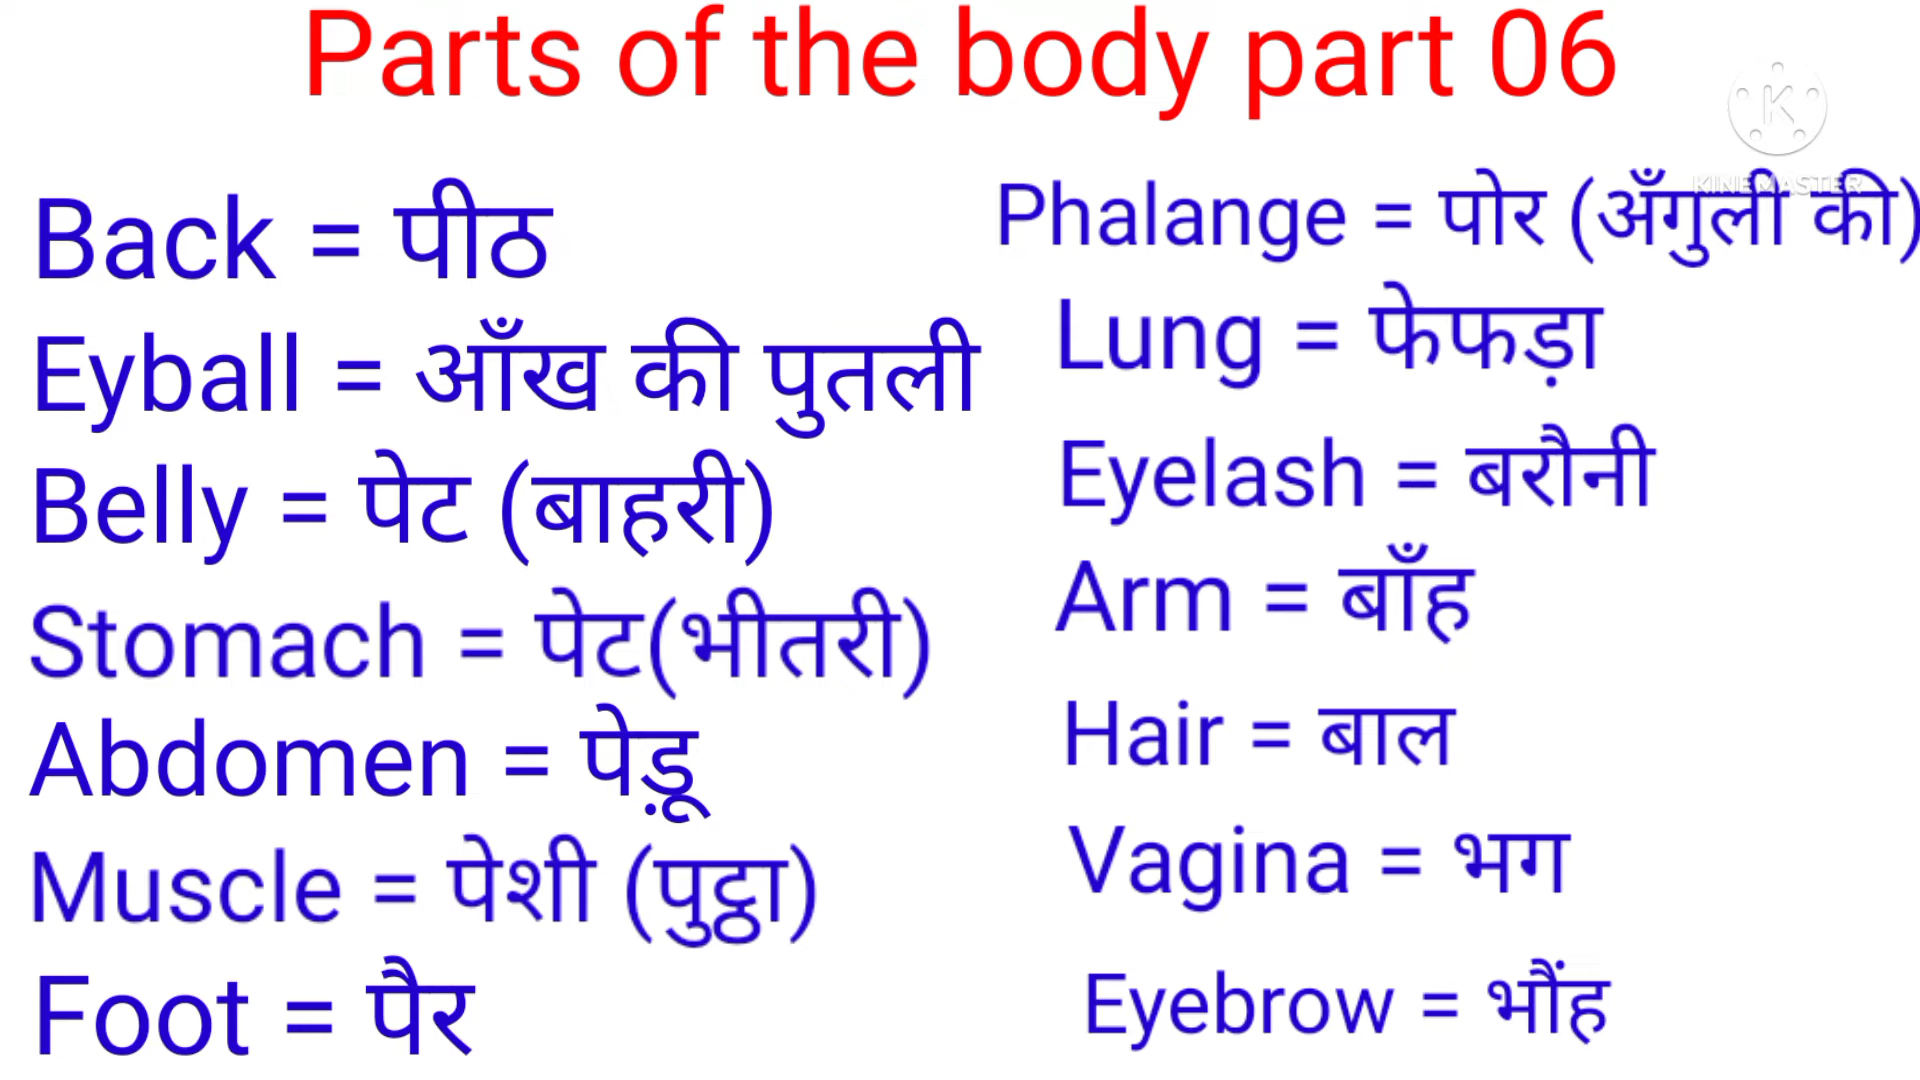 Parts of the body part 06
Back = पीठ
Eyball = आँख की पुतली
Belly = पेट (बाहरी)
Stomach = पेट(भीतरी)
Abdomen = पेड़ू
Muscle = पेशी (पुट्ठा)
Foot = पैर
KINEMASTER
Phalange = पोर (अँगुली की)
Lung = फेफड़ा
Eyelash = बरौनी
Arm = बाँह
Hair = बाल
Vagina = भग
Eyebrow = भौंह